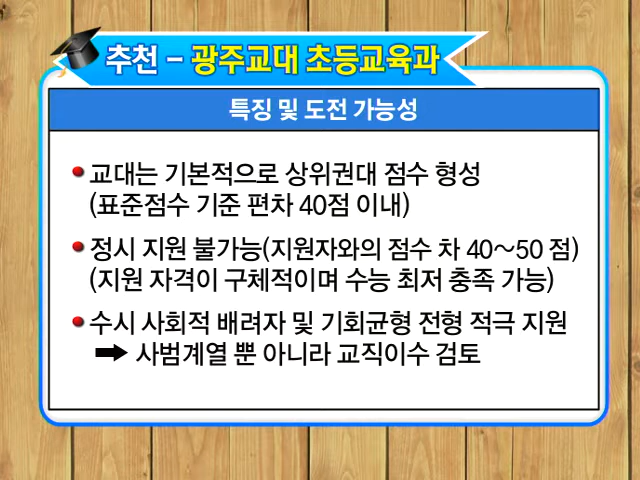 추천 - 광주교대 초등교육과
특징 및 도전 가능성
교대는 기본적으로 상위권대 점수 형성
(표준점수 기준 편차 40점 이내)
정시 지원 불가능(지원자와의 점수 차 40~50 점)
(지원 자격이 구체적이며 수능 최저 충족 가능)
수시 사회적 배려자 및 기회균형 전형 적극 지원
➡ 사범계열 뿐 아니라 교직이수 검토